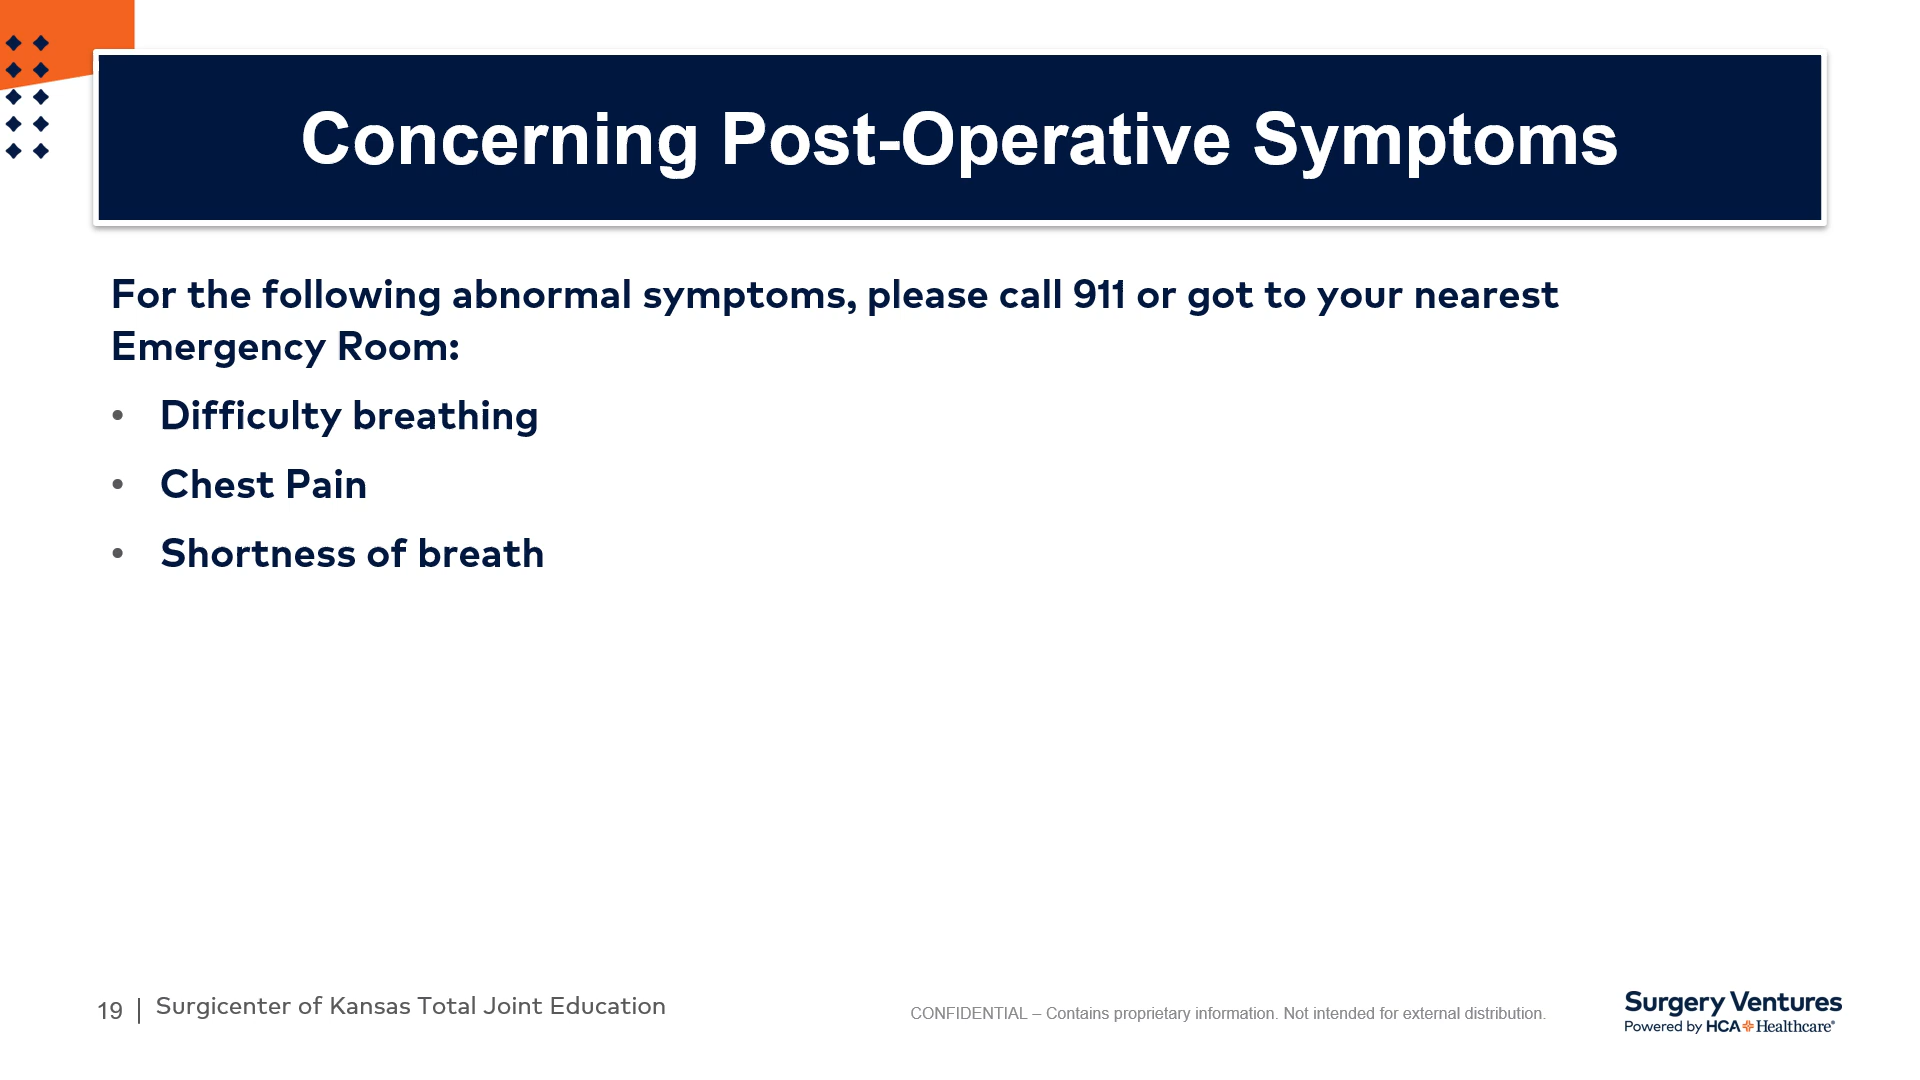 Concerning Post-Operative Symptoms
For the following abnormal symptoms, please call 911 or got to your nearest
Emergency Room:
• Difficulty breathing
• Chest Pain
• Shortness of breath
19 | Surgicenter of Kansas Total Joint Education
CONFIDENTIAL – Contains proprietary information. Not intended for external distribution.
Surgery Ventures
Powered by HCA Healthcare®